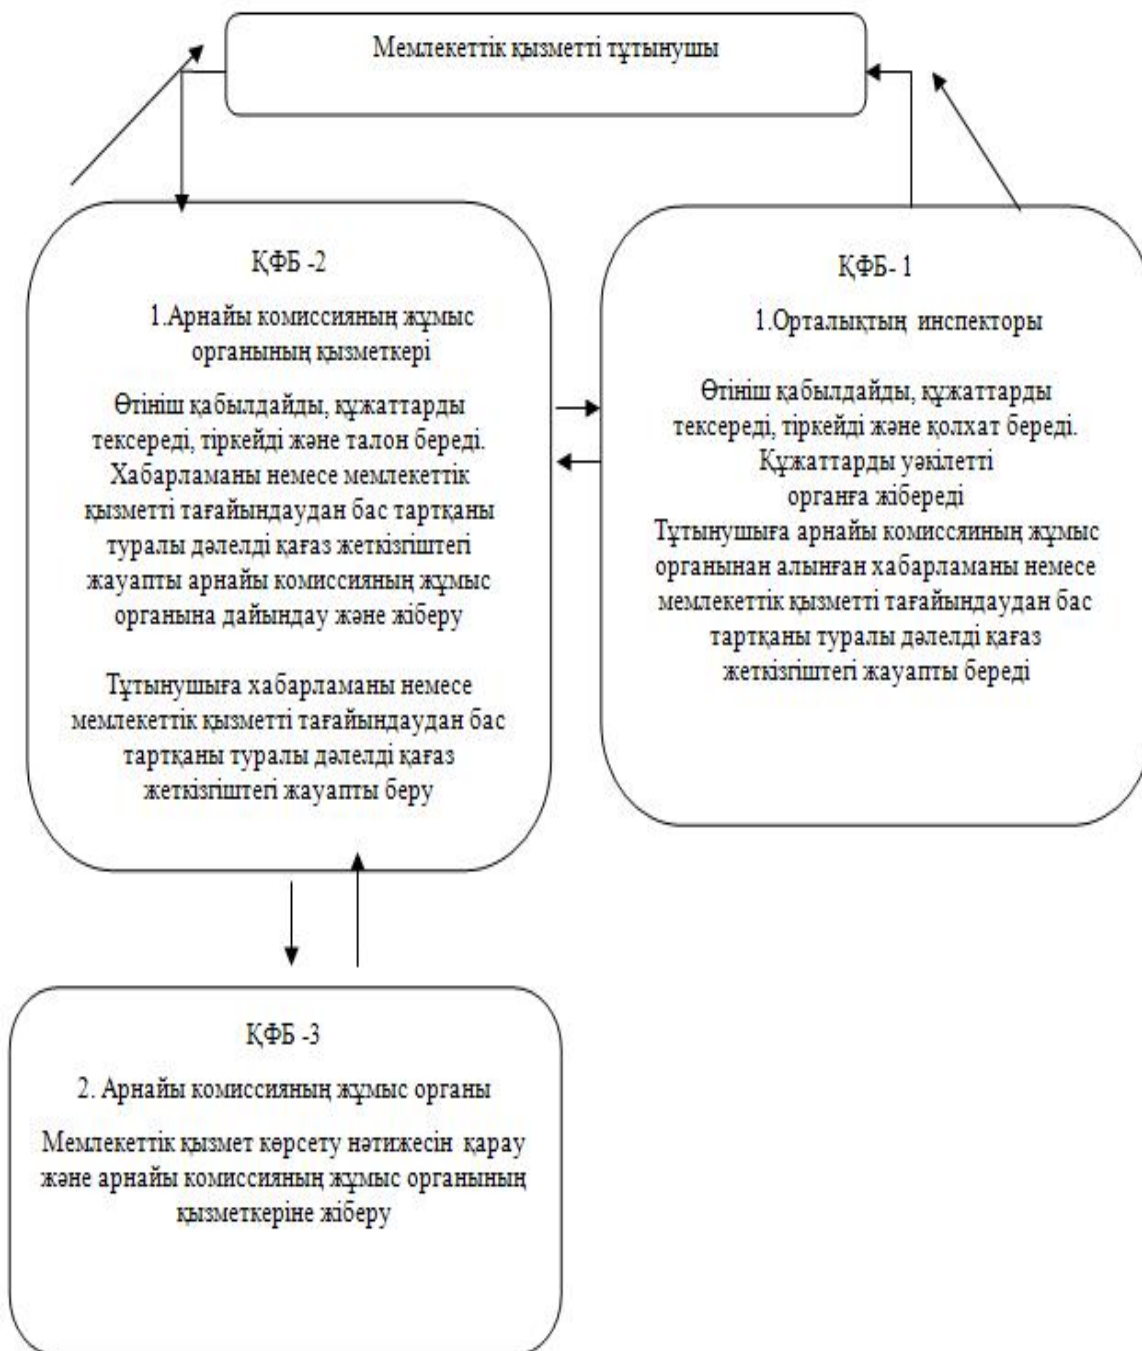 Мемлекеттік қызметті тұтынушы
ҚФБ -2
1.Арнайы комиссияның жұмыс
органының қызметкері
Өтініш қабылдайды, құжаттарды
тексереді, тіркейді және талон береді.
Хабарламаны немесе мемлекеттік
қызметті тағайындаудан бас тартқаны
туралы дәлелді қағаз жеткізгіштегі
жауапты арнайы комиссияның жұмыс
органына дайындау және жіберу
Тұтынушыға хабарламаны немесе
мемлекеттік қызметті тағайындаудан бас
тартқаны туралы дәлелді қағаз
жеткізгіштегі жауапты беру
ҚФБ- 1
1.Орталықтың инспекторы
Өтініш қабылдайды, құжаттарды
тексереді, тіркейді және қолхат береді.
Құжаттарды уәкілетті
органға жібереді
Тұтынушыға арнайы комиссяиның жұмыс
органынан алынған хабарламаны немесе
мемлекеттік қызметті тағайындаудан бас
тартқаны туралы дәлелді қағаз
жеткізгіштегі жауапты береді
ҚФБ -3
2. Арнайы комиссияның жұмыс органы
Мемлекеттік қызмет көрсету нәтижесін қарау
және арнайы комиссияның жұмыс органының
қызметкеріне жіберу